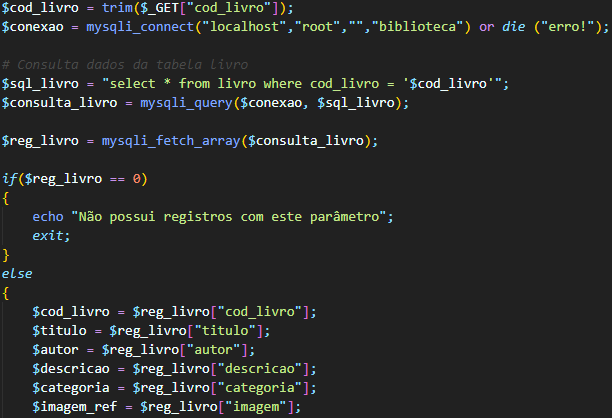 $cod_livro = trim($_GET["cod_livro"]);
$conexao = mysqli_connect("localhost","root","","biblioteca") or die ("erro!");
# Consulta dados da tabela livro
$sql_livro = "select * from livro where cod_livro = '$cod_livro'";
$consulta_livro = mysqli_query($conexao, $sql_livro);
$reg_livro = mysqli_fetch_array($consulta_livro);
if($reg_livro == 0)
{
echo "Não possui registros com este parâmetro";
exit;
}
else
{
$cod_livro = $reg_livro["cod_livro"];
$titulo = $reg_livro["titulo"];
$autor = $reg_livro["autor"];
$descricao = $reg_livro["descricao"];
$categoria = $reg_livro["categoria"];
$imagem_ref = $reg_livro["imagem"];